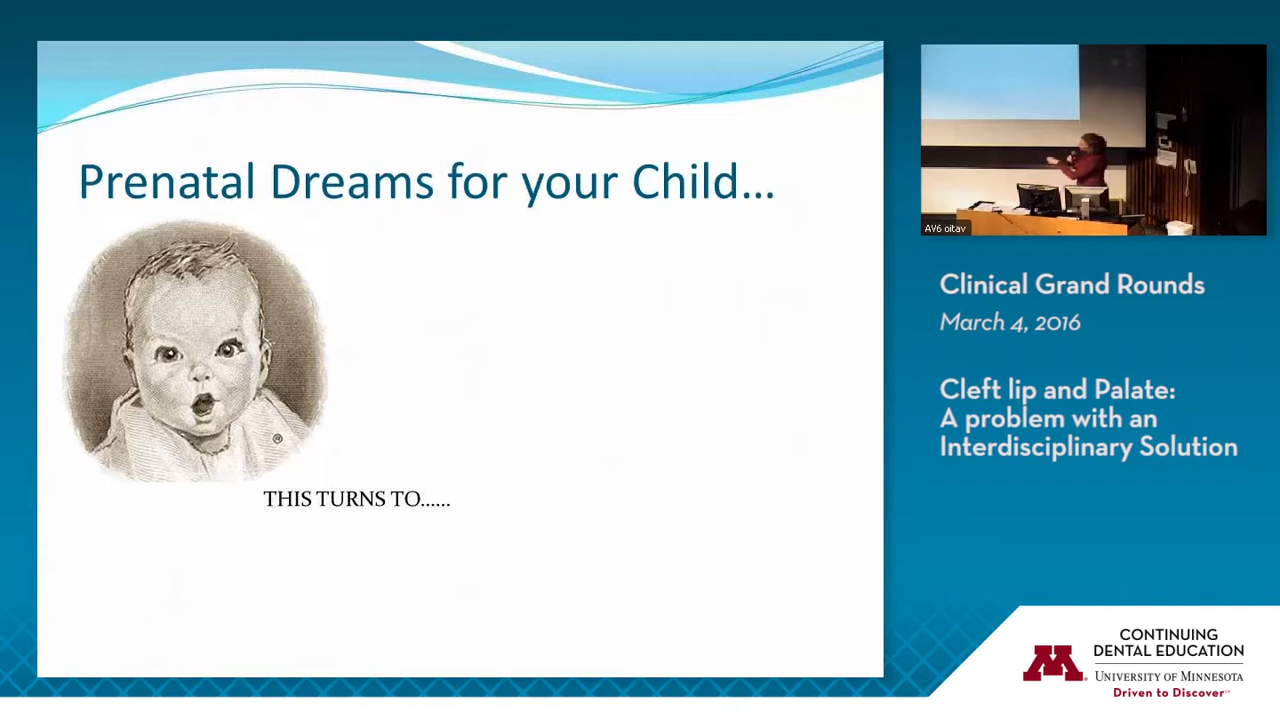 Prenatal Dreams for your Child...
®
THIS TURNS TO......
AV6 oitav
Clinical Grand Rounds
March 4, 2016
Cleft lip and Palate:
A problem with an
Interdisciplinary Solution
M
CONTINUING
DENTAL EDUCATION
UNIVERSITY OF MINNESOTA
Driven to Discover℠